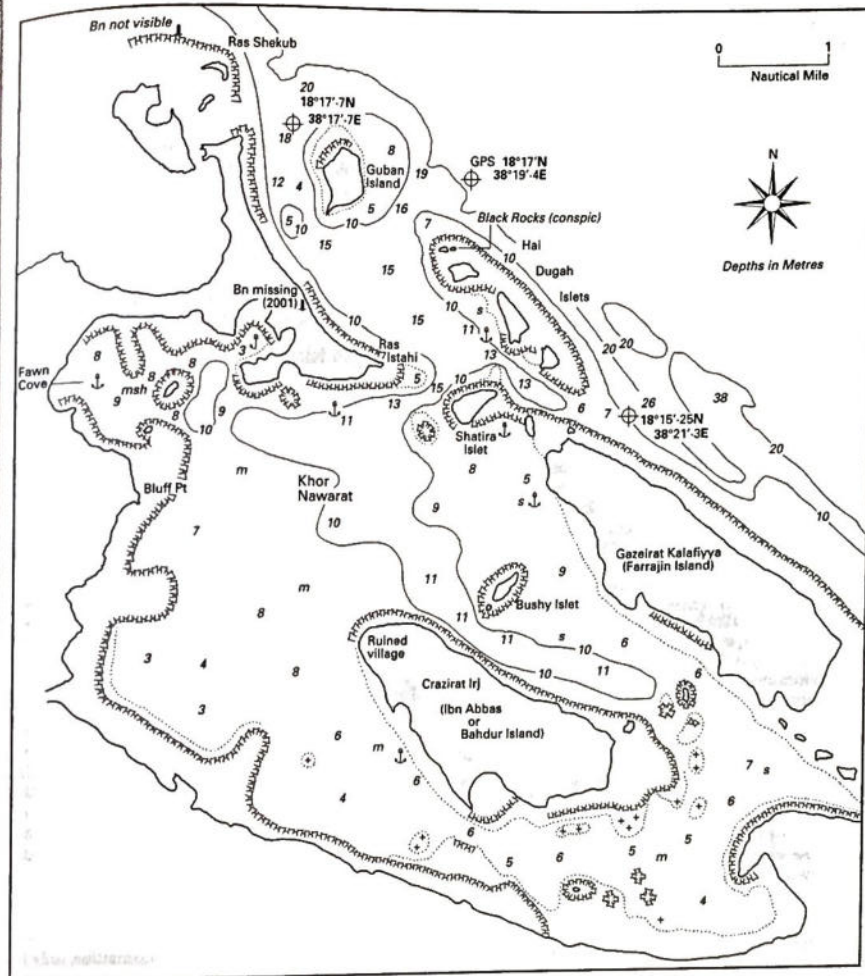 Bn not visible
Ras Shekub
0 1
Nautical Mile
20
18°17'·7N
38°17'·7E
18
8
GPS 18°17'N
38°19'·4E
19
Guban
Island
12
4
N
Black Rocks (conspic)
5
10
10
5
16
7
Hai
10
Dugah
Depths in Metres
15
15
Islets
Bn missing
(2001)
s
10
10
11
15
20
20
3
Ras
Istahi
13
8
8
5
15
10
13
26
38
Fawn
Cove
msh
8
6
7
18°15'·25N
38°21'·3E
9
8
10
9
13
11
Shatira
Islet
20
8
Bluff Pt
m
Khor
Nawarat
5
s
10
9
7
10
Gazeirat Kalafiyya
(Farrajin Island)
m
11
9
8
Bushy Islet
11
11
s
10
6
Ruined
village
10
11
6
3
4
8
Crazirat Irj
3
(Ibn Abbas
or
Bahdur Island)
6
m
7
s
6
4
6
6
5
5
6
5
m
4